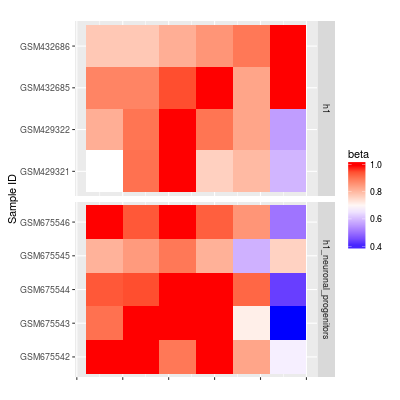 GSM432686
GSM432685
GSM429322
GSM429321
h1
Sample ID
GSM675546
GSM675545
GSM675544
GSM675543
GSM675542
h1_neuronal_progenitors
beta
1.0
0.8
0.6
0.4